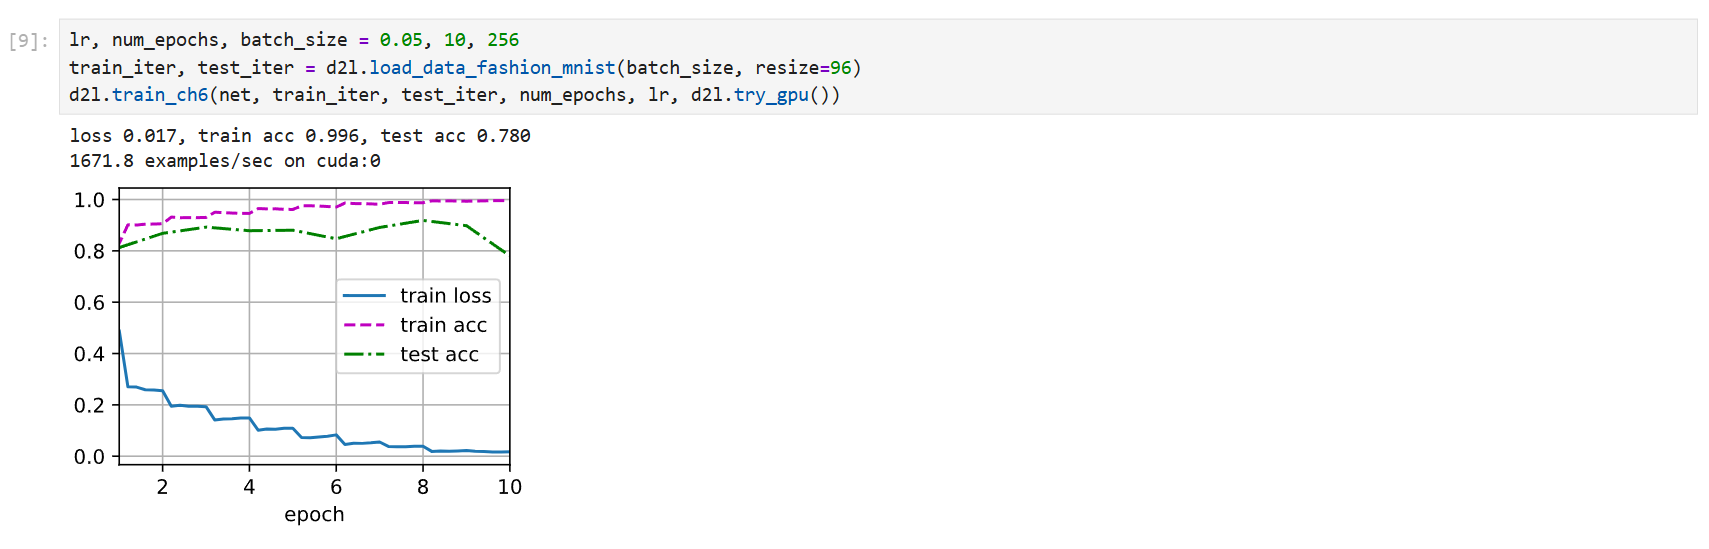 [9]:
lr, num_epochs, batch_size = 0.05, 10, 256
train_iter, test_iter = d2l.load_data_fashion_mnist(batch_size, resize=96)
d2l.train_ch6(net, train_iter, test_iter, num_epochs, lr, d2l.try_gpu())
loss 0.017, train acc 0.996, test acc 0.780
1671.8 examples/sec on cuda:0
1.0
0.8
0.6
0.4
0.2
0.0
train loss
train acc
test acc
2 4 6 8 10
epoch